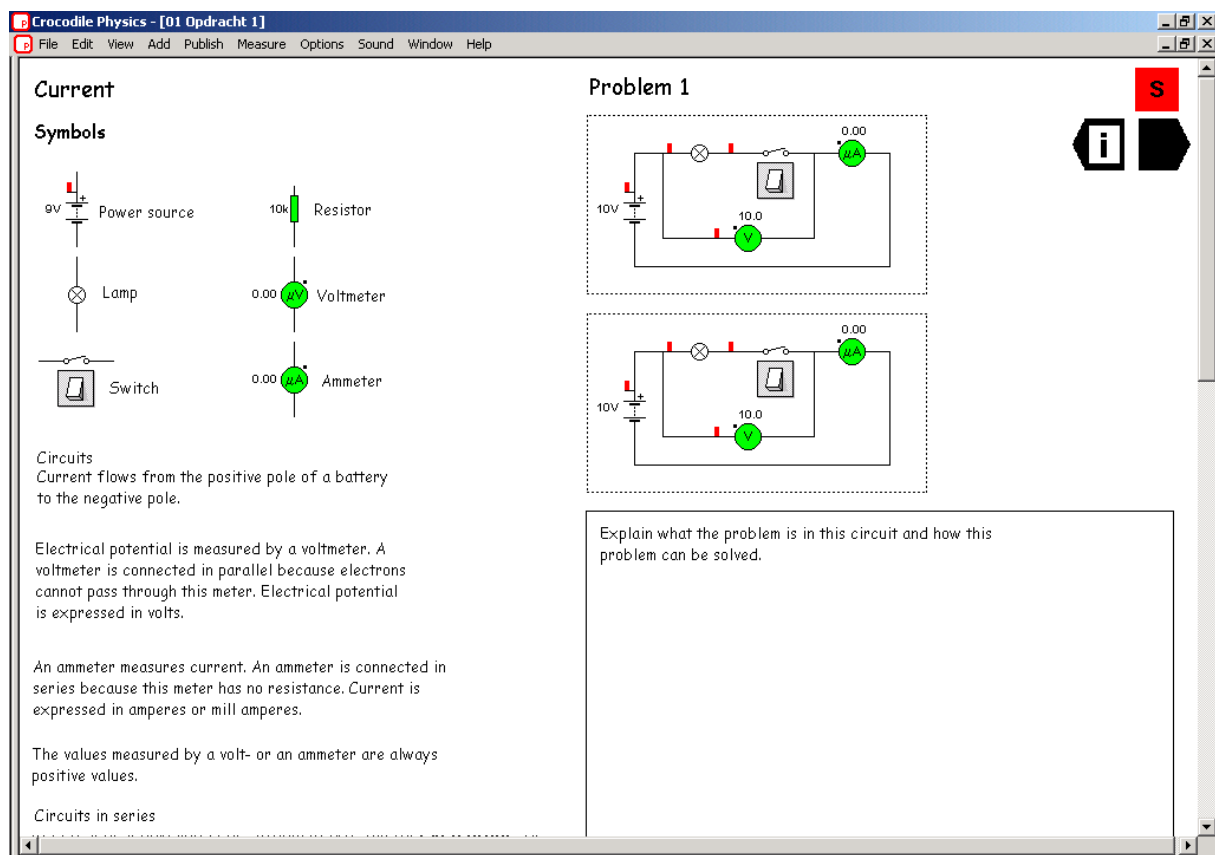 Crocodile Physics - [01 Opdracht 1]
File Edit View Add Publish Measure Options Sound Window Help
Current
Symbols
9V
Power source
10k
Resistor
Lamp
0.00
µV
Voltmeter
Switch
0.00
µA
Ammeter
Circuits
Current flows from the positive pole of a battery
to the negative pole.
Electrical potential is measured by a voltmeter. A
voltmeter is connected in parallel because electrons
cannot pass through this meter. Electrical potential
is expressed in volts.
An ammeter measures current. An ammeter is connected in
series because this meter has no resistance. Current is
expressed in amperes or mill amperes.
The values measured by a volt- or an ammeter are always
positive values.
Circuits in series
Problem 1
S
i
0.00
µA
10V
10.0
V
0.00
µA
10V
10.0
V
Explain what the problem is in this circuit and how this
problem can be solved.